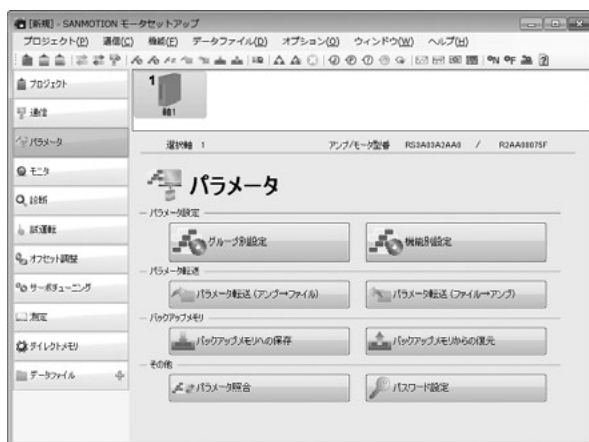 [新規] - SANMOTION モータセットアップ
プロジェクト(P) 通信(C) 機能(F) データファイル(D) オプション(O) ウィンドウ(W) ヘルプ(H)
°N °F
プロジェクト
通信
パラメータ
モニタ
診断
試運転
オフセット調整
サーボチューニング
測定
ダイレクトメモリ
データファイル
1
軸1
選択軸 1 アンプ/モータ型番 RS3A03A2AA0 / R2AA08075F
パラメータ
パラメータ設定
グループ別設定 機能別設定
パラメータ転送
パラメータ転送(アンプ→ファイル) パラメータ転送(ファイル→アンプ)
バックアップメモリ
バックアップメモリへの保存 バックアップメモリからの復元
その他
パラメータ照合 パスワード設定